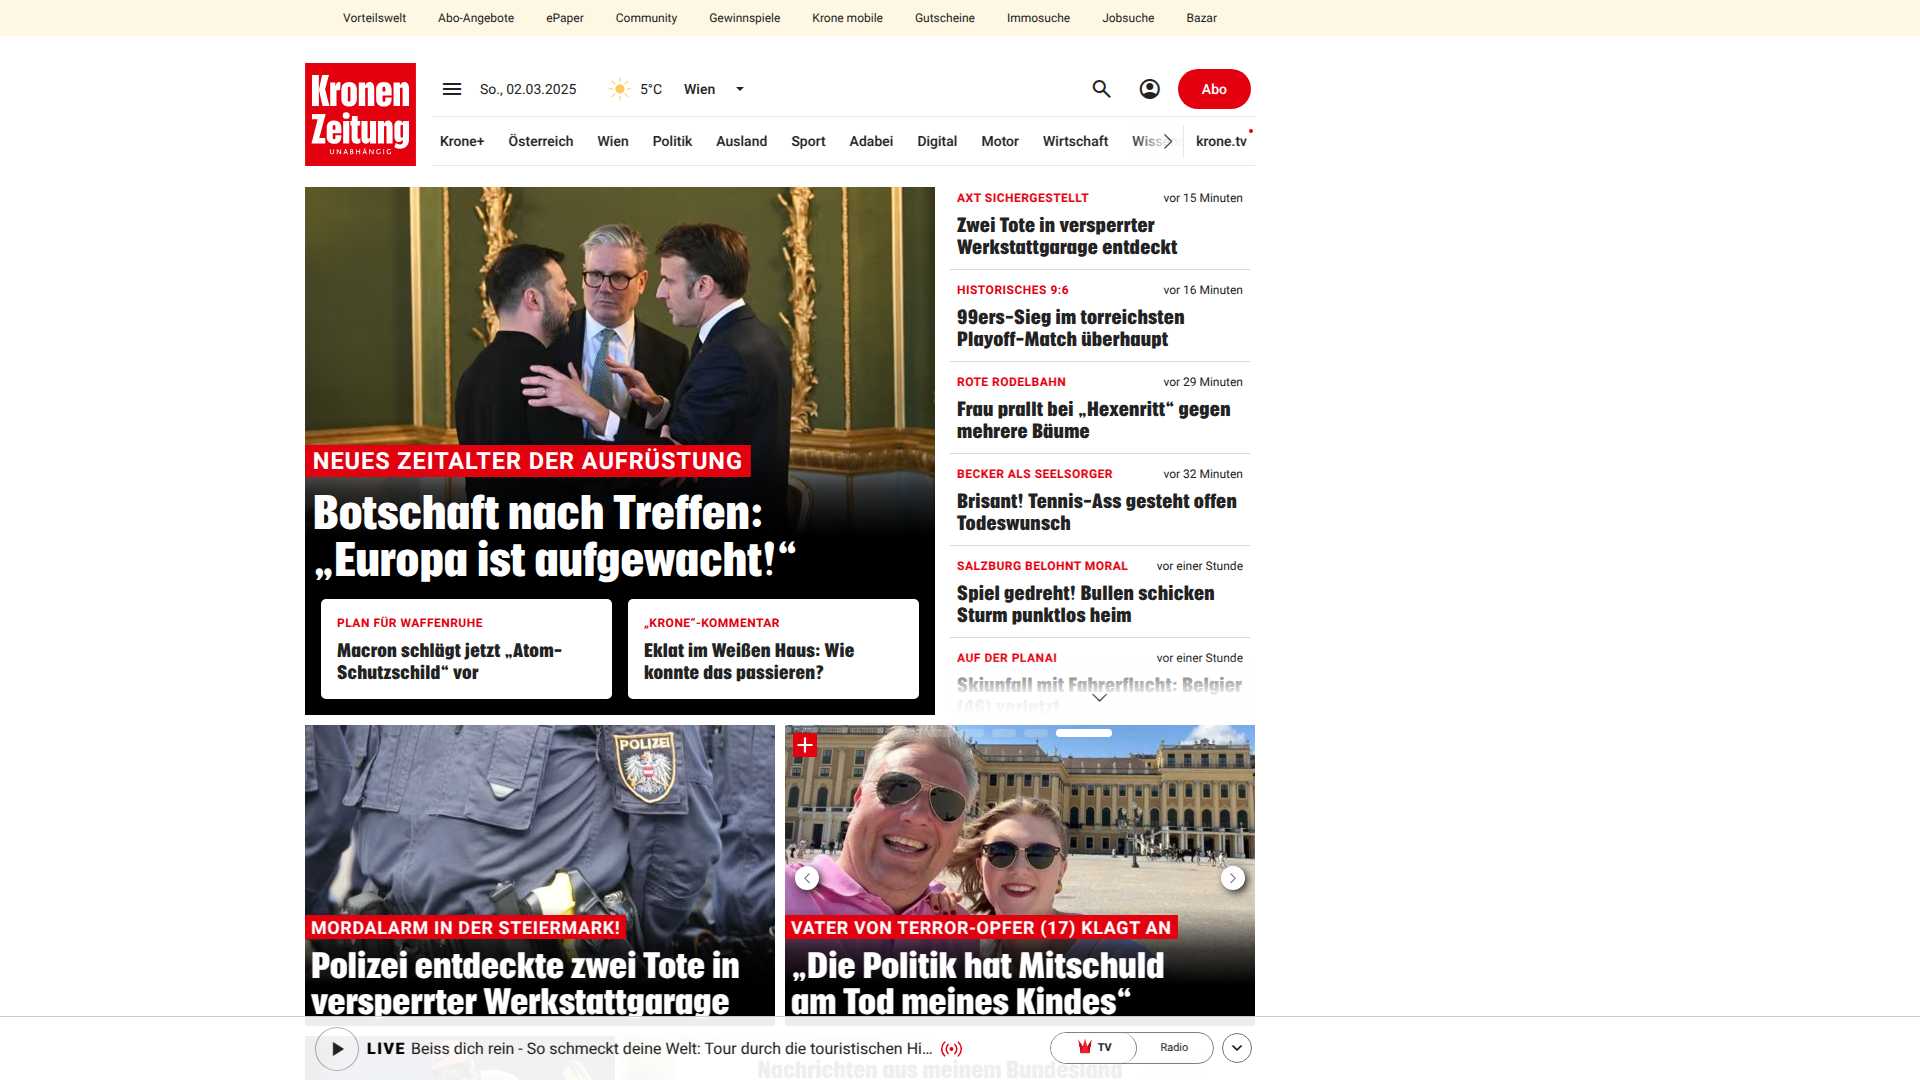 Vorteilswelt Abo-Angebote ePaper Community Gewinnspiele Krone mobile Gutscheine Immosuche Jobsuche Bazar
Kronen
Zeitung
UNABHÄNGIG
So., 02.03.2025 5°C Wien
Abo
Krone+ Österreich Wien Politik Ausland Sport Adabei Digital Motor Wirtschaft krone.tv
NEUES ZEITALTER DER AUFRÜSTUNG
Botschaft nach Treffen:
„Europa ist aufgewacht!“
PLAN FÜR WAFFENRUHE
Macron schlägt jetzt „Atom-
Schutzschild“ vor
„KRONE“-KOMMENTAR
Eklat im Weißen Haus: Wie
konnte das passieren?
AXT SICHERGESTELLT vor 15 Minuten
Zwei Tote in versperrter
Werkstattgarage entdeckt
HISTORISCHES 9:6 vor 16 Minuten
99ers-Sieg im torreichsten
Playoff-Match überhaupt
ROTE RODELBAHN vor 29 Minuten
Frau prallt bei „Hexenritt“ gegen
mehrere Bäume
BECKER ALS SEELSORGER vor 32 Minuten
Brisant! Tennis-Ass gesteht offen
Todeswunsch
SALZBURG BELOHNT MORAL vor einer Stunde
Spiel gedreht! Bullen schicken
Sturm punktlos heim
AUF DER PLANAI vor einer Stunde
Skiunfall mit Fahrerflucht: Belgier
(46) verletzt
POLIZEI
MORDALARM IN DER STEIERMARK!
Polizei entdeckte zwei Tote in
versperrter Werkstattgarage
VATER VON TERROR-OPFER (17) KLAGT AN
„Die Politik hat Mitschuld
am Tod meines Kindes“
LIVE Beiss dich rein - So schmeckt deine Welt: Tour durch die touristischen Hi...
TV
Radio
Nachrichten aus meinem Bundesland